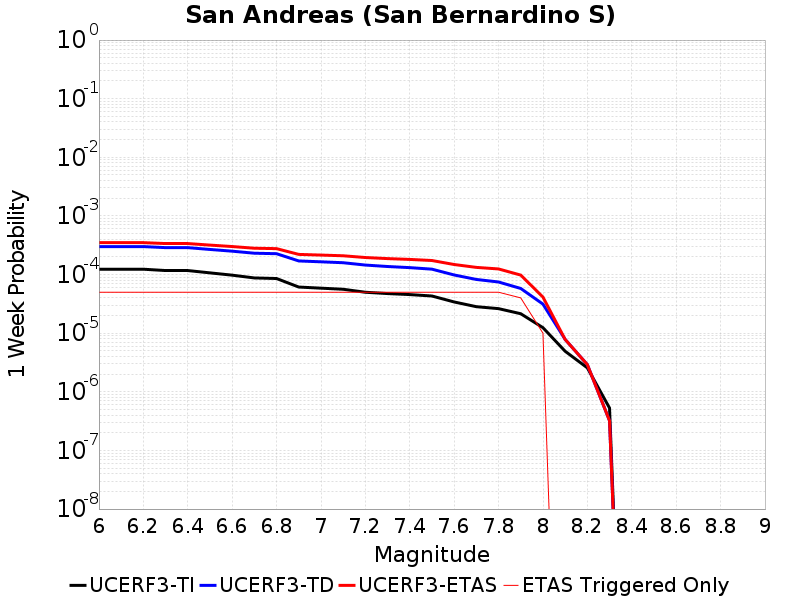 San Andreas (San Bernardino S)
1 Week Probability
10^0
10^-1
10^-2
10^-3
10^-4
10^-5
10^-6
10^-7
10^-8
6 6.2 6.4 6.6 6.8 7 7.2 7.4 7.6 7.8 8 8.2 8.4 8.6 8.8 9
Magnitude
UCERF3-TI UCERF3-TD UCERF3-ETAS ETAS Triggered Only